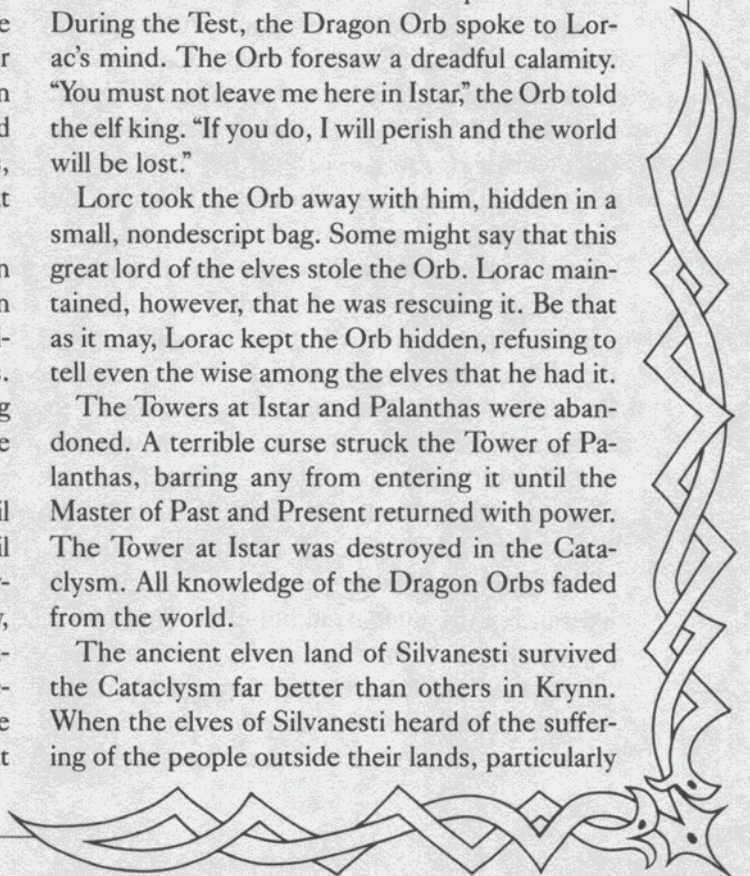 e During the Test, the Dragon Orb spoke to Lor-
r ac's mind. The Orb foresaw a dreadful calamity.
n “You must not leave me here in Istar,” the Orb told
d the elf king. “If you do, I will perish and the world
, will be lost.”
t Lorc took the Orb away with him, hidden in a
small, nondescript bag. Some might say that this
n great lord of the elves stole the Orb. Lorac main-
n tained, however, that he was rescuing it. Be that
- as it may, Lorac kept the Orb hidden, refusing to
. tell even the wise among the elves that he had it.
g The Towers at Istar and Palanthas were aban-
e doned. A terrible curse struck the Tower of Pa-
lanthas, barring any from entering it until the
il Master of Past and Present returned with power.
il The Tower at Istar was destroyed in the Cata-
- clysm. All knowledge of the Dragon Orbs faded
, from the world.
- The ancient elven land of Silvanesti survived
- the Cataclysm far better than others in Krynn.
e When the elves of Silvanesti heard of the suffer-
t ing of the people outside their lands, particularly